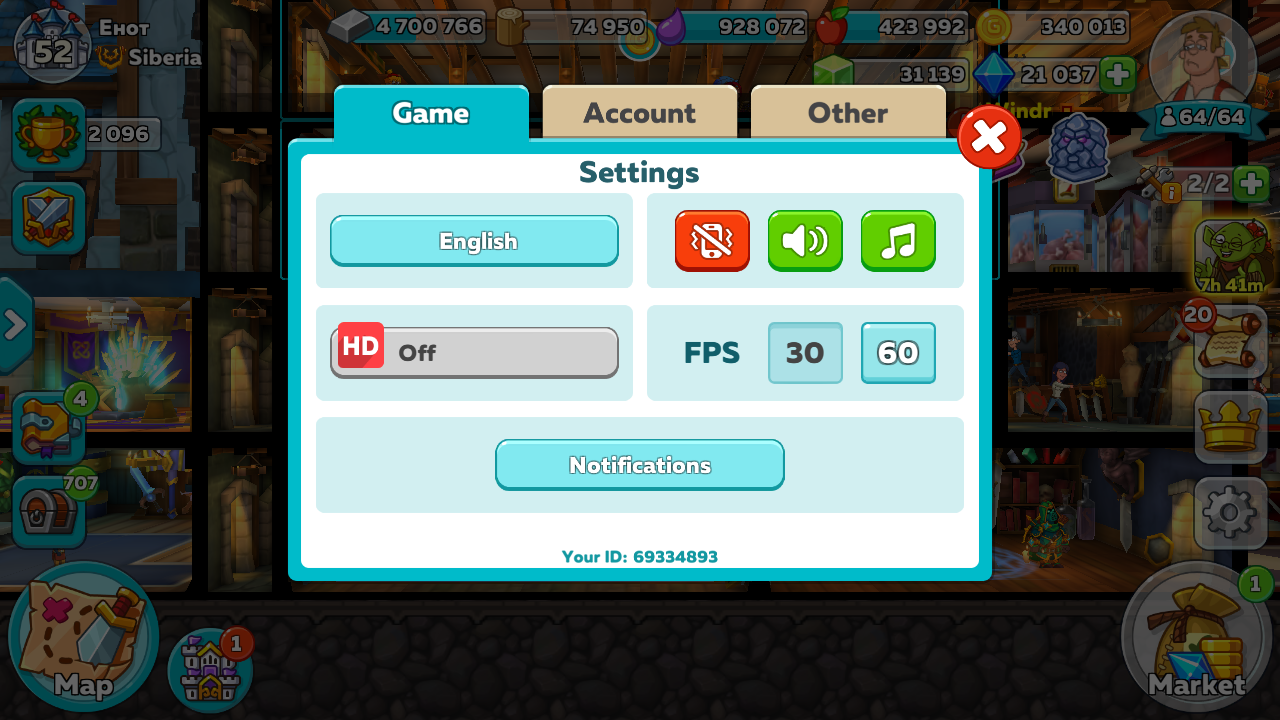 52
Енот
Siberia
4 700 766
74 950
928 072
423 992
G
340 013
31 139
21 037
64/64
2 096
Game
Account
Other
Settings
English
HD
Off
FPS
30
60
Notifications
Your ID: 69334893
i
2/2
7h 41m
20
4
707
Map
1
1
Market